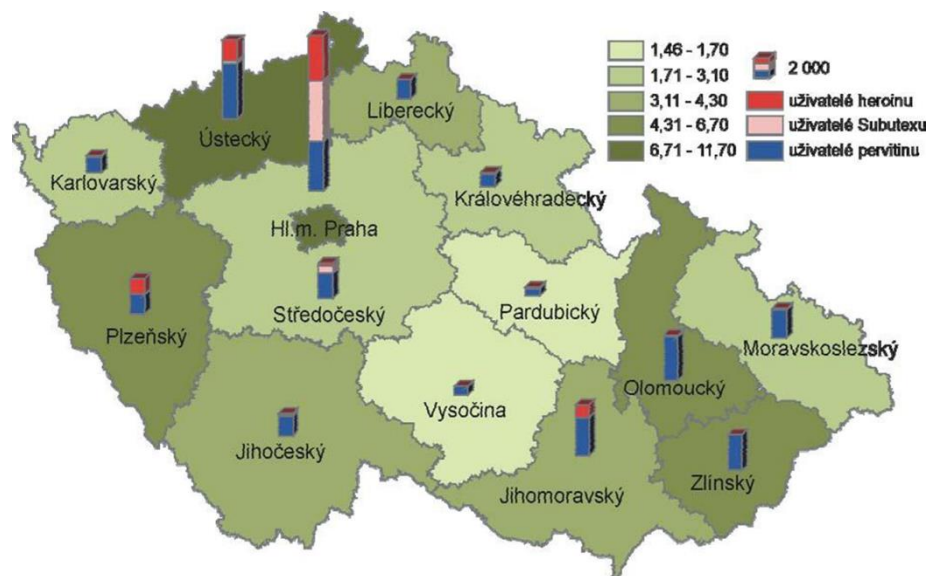 1,46 - 1,70
1,71 - 3,10
3,11 - 4,30
4,31 - 6,70
6,71 - 11,70
2 000
uživatelé heroinu
uživatelé Subutexu
uživatelé pervitinu
Liberecký
Ústecký
Karlovarský
Královéhradecký
Hl.m. Praha
Středočeský
Pardubický
Plzeňský
Moravskoslezský
Olomoucký
Vysočina
Jihočeský
Zlínský
Jihomoravský